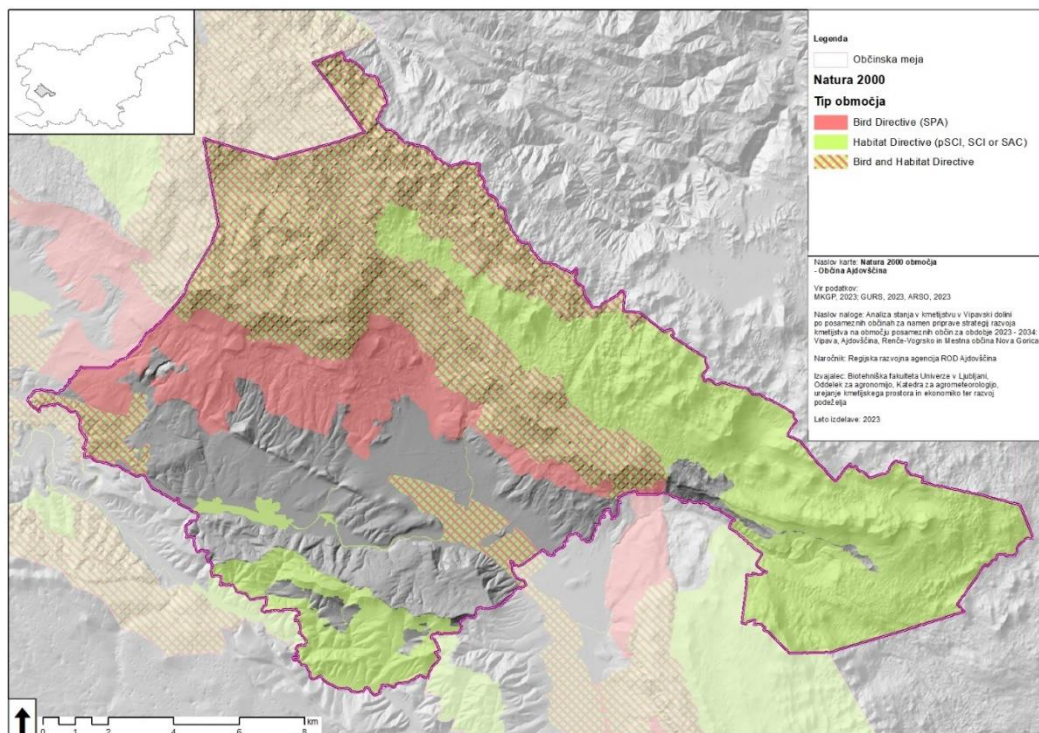 Legenda
Občinska meja
Natura 2000
Tip območja
Bird Directive (SPA)
Habitat Directive (pSCI, SCI or SAC)
Bird and Habitat Directive
Naslov karte: Natura 2000 območja
- Občina Ajdovščina
Vir podatkov:
MKGP, 2023; GURS, 2023, ARSO, 2023
Naslov naloge: Analiza stanja v kmetijstvu v Vipavski dolini
po posameznih občinah za namen priprave strategij razvoja
kmetijstva na območju posameznih občin za obdobje 2023 - 2034:
Vipava, Ajdovščina, Renče-Vogrsko in Mestna občina Nova Gorica
Naročnik: Regijska razvojna agencija ROD Ajdovščina
Izvajalec: Biotehniška fakulteta Univerze v Ljubljani,
Oddelek za agronomijo, Katedra za agrometeorologijo,
urejanje kmetijskega prostora in ekonomiko ter razvoj
podeželja
Leto izdelave: 2023
km
0 1 2 4 6 8